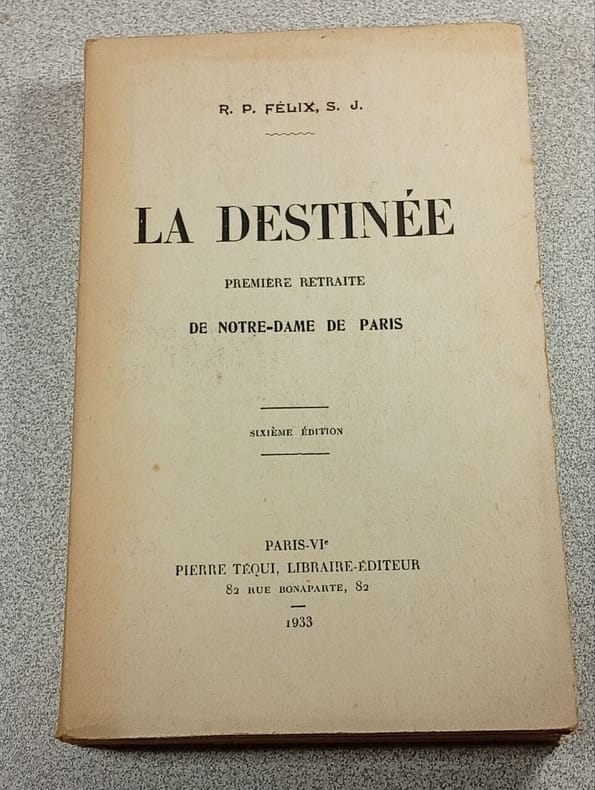 R. P. FÉLIX, S. J.
LA DESTINÉE
PREMIÈRE RETRAITE
DE NOTRE-DAME DE PARIS
SIXIÈME ÉDITION
PARIS-VIᵉ
PIERRE TÉQUI, LIBRAIRE-ÉDITEUR
82 RUE BONAPARTE, 82
1933